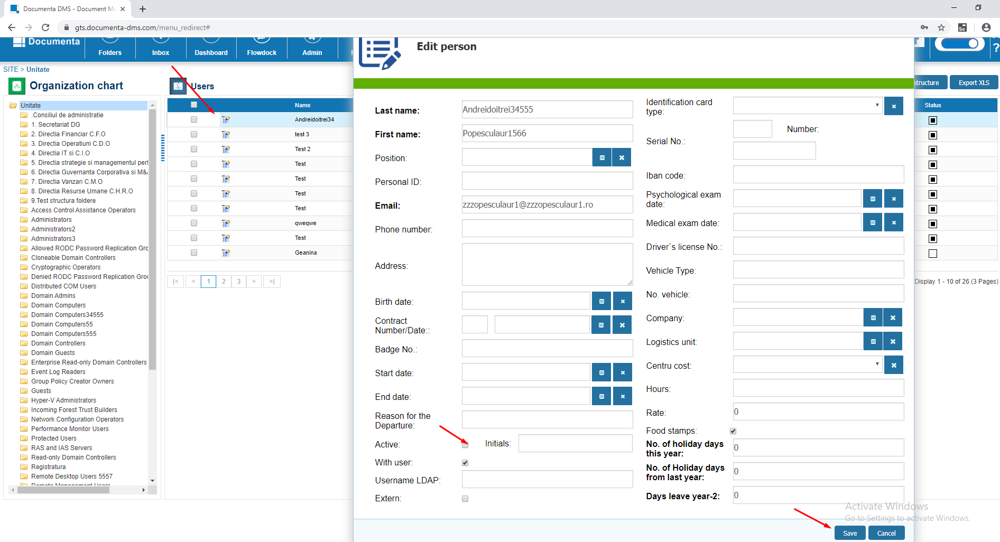 Documenta DMS - Document Ma
gts.documenta-dms.com/menu_redirect#
Se
Documenta
Folders
Inbox
Dashboard
Flowdock
Admin
?
SITE > Unitate
Organization chart
Unitate
.Consiliul de administratie
1. Secretariat DG
2. Directia Financiar C.F.O
3. Directia Operatiuni C.D.O
4. Directia IT si C.I.O
5. Directia strategie si managementul perf
6. Directia Guvernanta Corporativa si M&
7. Directia Vanzari C.M.O
8. Directia Resurse Umane C.H.R.O
9.Test structura foldere
Access Control Assistance Operators
Administrators
Administrators2
Administrators3
Allowed RODC Password Replication Gro
Cloneable Domain Controllers
Cryptographic Operators
Denied RODC Password Replication Grou
Distributed COM Users
Domain Admins
Domain Computers
Domain Computers34555
Domain Computers55
Domain Computers555
Domain Controllers
Domain Guests
Enterprise Read-only Domain Controllers
Event Log Readers
Group Policy Creator Owners
Guests
Hyper-V Administrators
Incoming Forest Trust Builders
Network Configuration Operators
Performance Monitor Users
Protected Users
RAS and IAS Servers
Read-only Domain Controllers
Registratura
Remote Desktop Users 5557
Remote Management Users
Users
Name
Andreidoitrei34
test 3
Test 2
Test
Test
Test
Test
qweqwe
Test
Geanina
|< < 1 2 3 > >|
Edit person
Last name: Andreidoitrei34555
First name: Popesculaur1566
Position:
Personal ID:
Email: zzzopesculaur1@zzzopesculaur1.ro
Phone number:
Address:
Birth date:
Contract
Number/Date::
Badge No.:
Start date:
End date:
Reason for the
Departure:
Active: Initials:
With user:
Username LDAP:
Extern:
Identification card
type:
Number:
Serial No.:
Iban code:
Psychological exam
date:
Medical exam date:
Driver`s license No.:
Vehicle Type:
No. vehicle:
Company:
Logistics unit:
Centru cost:
Hours:
Rate: 0
Food stamps:
No. of holiday days
this year: 0
No. of Holiday days
from last year: 0
Days leave year-2: 0
Save
Cancel
structure
Export XLS
Status
Display 1 - 10 of 26 (3 Pages)
Activate Windows
Go to Settings to activate Windows.